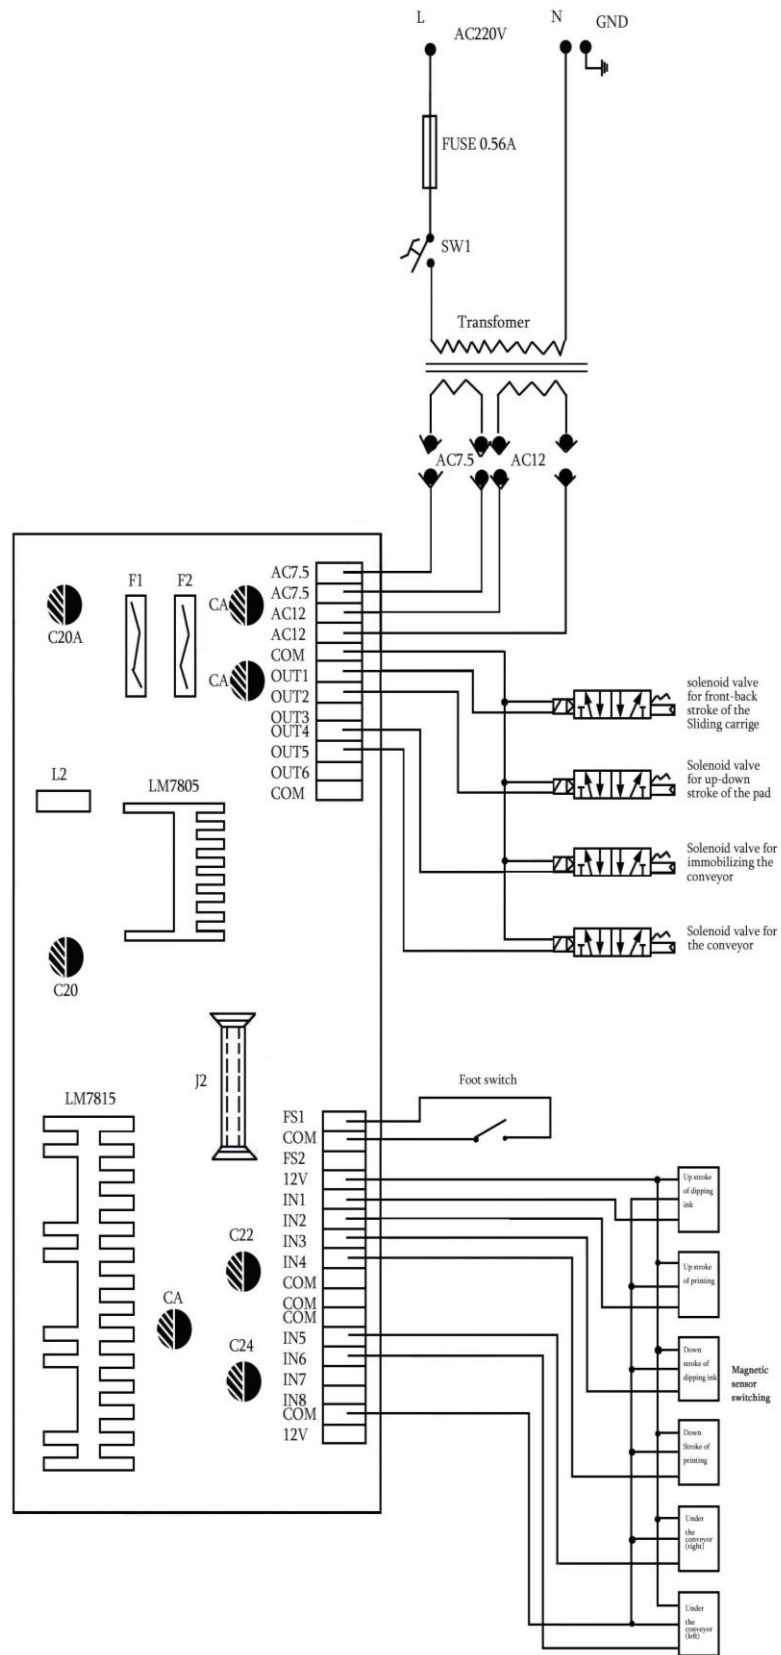 L
AC220V
N
GND
FUSE 0.56A
SW1
Transfomer
AC7.5
AC12
F1
F2
C20A
CA
CA
AC7.5
AC7.5
AC12
AC12
COM
OUT1
OUT2
OUT3
OUT4
OUT5
OUT6
COM
solenoid valve
for front-back
stroke of the
Sliding carrige
Solenoid valve
for up-down
stroke of the pad
Solenoid valve for
immobilizing the
conveyor
Solenoid valve for
the conveyor
L2
LM7805
C20
J2
LM7815
C22
CA
C24
Foot switch
FS1
COM
FS2
12V
IN1
IN2
IN3
IN4
COM
COM
COM
IN5
IN6
IN7
IN8
COM
12V
Up stroke
of dipping
ink
Up stroke
of printing
Down
stroke of
dipping ink
Magnetic
sensor
switching
Down
Stroke of
printing
Under
the
conveyor
(right)
Under
the
conveyor
(left)